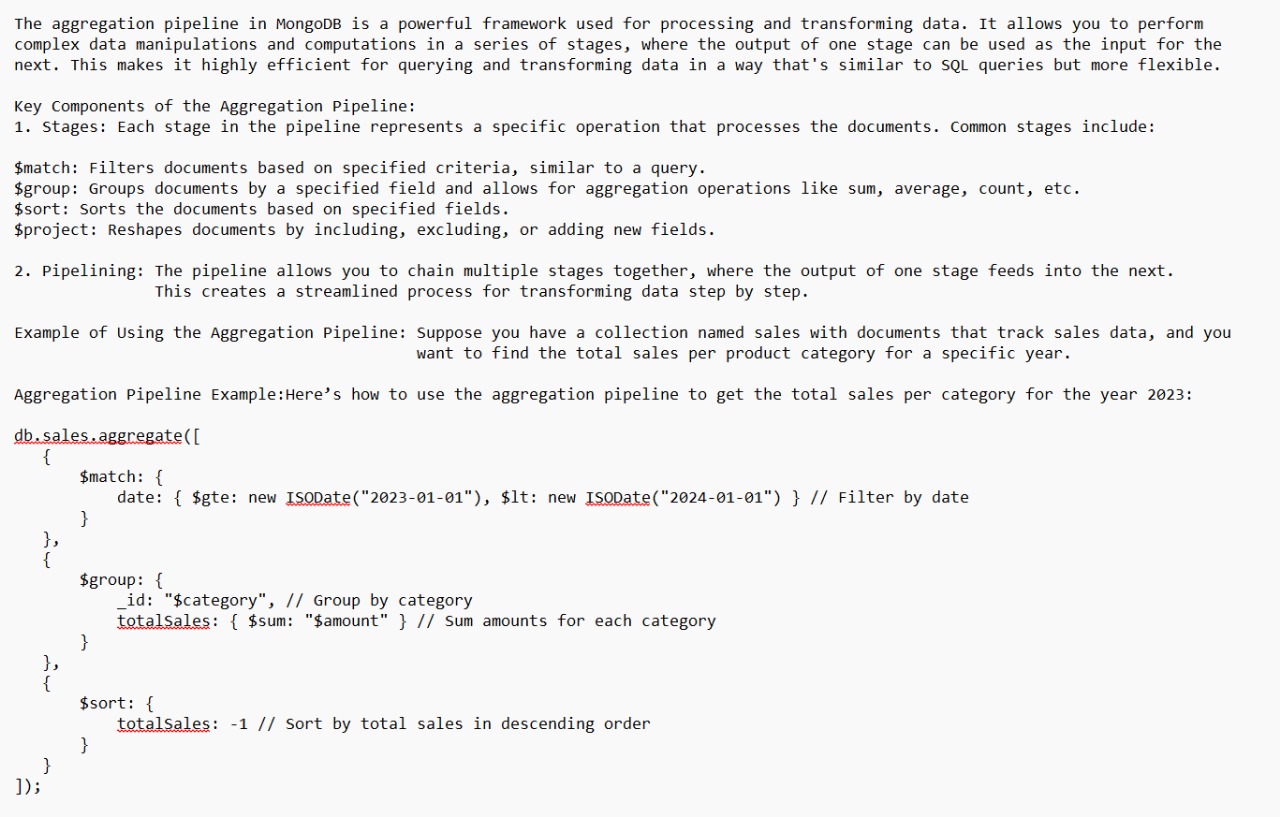 The aggregation pipeline in MongoDB is a powerful framework used for processing and transforming data. It allows you to perform
complex data manipulations and computations in a series of stages, where the output of one stage can be used as the input for the
next. This makes it highly efficient for querying and transforming data in a way that's similar to SQL queries but more flexible.

Key Components of the Aggregation Pipeline:
1. Stages: Each stage in the pipeline represents a specific operation that processes the documents. Common stages include:

$match: Filters documents based on specified criteria, similar to a query.
$group: Groups documents by a specified field and allows for aggregation operations like sum, average, count, etc.
$sort: Sorts the documents based on specified fields.
$project: Reshapes documents by including, excluding, or adding new fields.

2. Pipelining: The pipeline allows you to chain multiple stages together, where the output of one stage feeds into the next.
               This creates a streamlined process for transforming data step by step.

Example of Using the Aggregation Pipeline: Suppose you have a collection named sales with documents that track sales data, and you
                                           want to find the total sales per product category for a specific year.

Aggregation Pipeline Example:Here’s how to use the aggregation pipeline to get the total sales per category for the year 2023:

db.sales.aggregate([
   {
       $match: {
           date: { $gte: new ISODate("2023-01-01"), $lt: new ISODate("2024-01-01") } // Filter by date
       }
   },
   {
       $group: {
           _id: "$category", // Group by category
           totalSales: { $sum: "$amount" } // Sum amounts for each category
       }
   },
   {
       $sort: {
           totalSales: -1 // Sort by total sales in descending order
       }
   }
]);